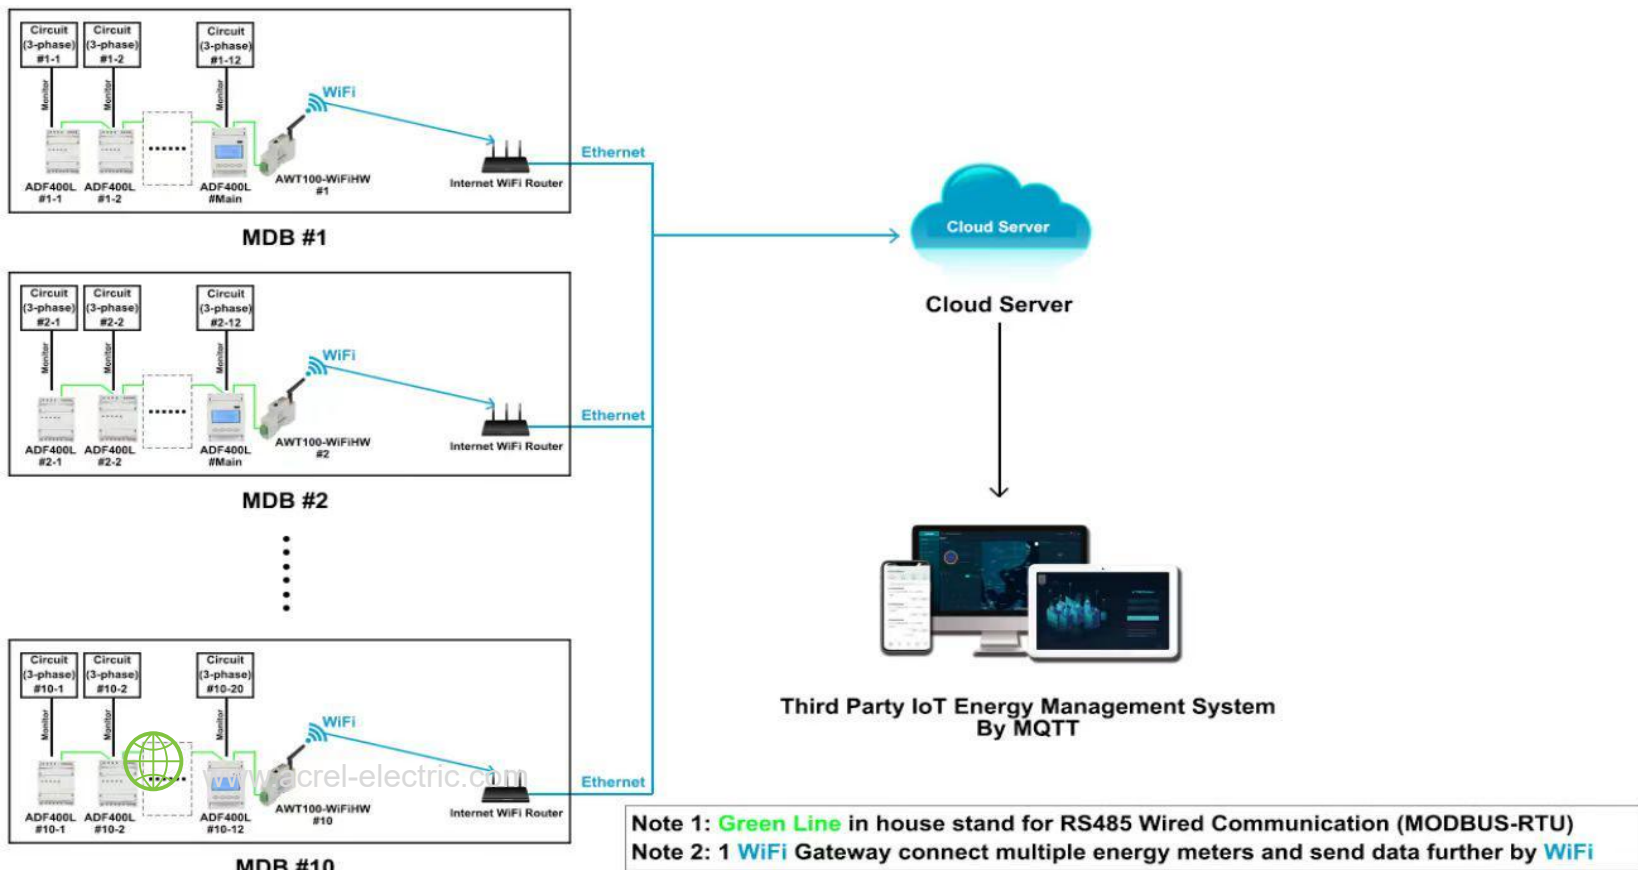 Circuit
(3-phase)
#1-1
Circuit
(3-phase)
#1-2
Circuit
(3-phase)
#1-12
Monitor
Monitor
Monitor
WiFi
ADF400L
#1-1
ADF400L
#1-2
......
ADF400L
#Main
AWT100-WiFiHW
#1
Internet WiFi Router
Ethernet
MDB #1
Circuit
(3-phase)
#2-1
Circuit
(3-phase)
#2-2
Circuit
(3-phase)
#2-12
Monitor
Monitor
Monitor
WiFi
ADF400L
#2-1
ADF400L
#2-2
......
ADF400L
#Main
AWT100-WiFiHW
#2
Internet WiFi Router
Ethernet
MDB #2
Circuit
(3-phase)
#10-1
Circuit
(3-phase)
#10-2
Circuit
(3-phase)
#10-20
Monitor
Monitor
Monitor
WiFi
ADF400L
#10-1
ADF400L
#10-2
......
ADF400L
#10-12
AWT100-WiFiHW
#10
Internet WiFi Router
Ethernet
MDB #10
www.acrel-electric.com
Cloud Server
Cloud Server
Third Party IoT Energy Management System
By MQTT
Note 1: Green Line in house stand for RS485 Wired Communication (MODBUS-RTU)
Note 2: 1 WiFi Gateway connect multiple energy meters and send data further by WiFi